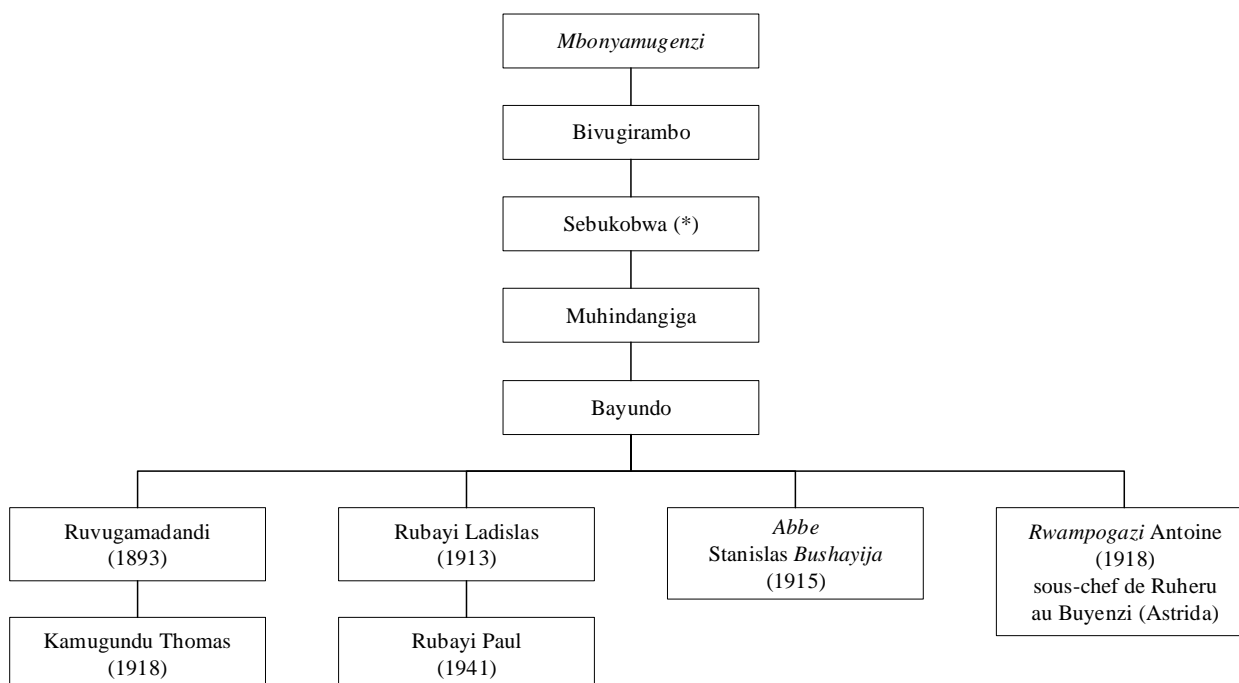 Mbonyamugenzi
Bivugirambo
Sebukobwa (*)
Muhindangiga
Bayundo
Ruvugamadandi
(1893)
Rubayi Ladislas
(1913)
Abbe
Stanislas Bushayija
(1915)
Rwampogazi Antoine
(1918)
sous-chef de Ruheru
au Buyenzi (Astrida)
Kamugundu Thomas
(1918)
Rubayi Paul
(1941)